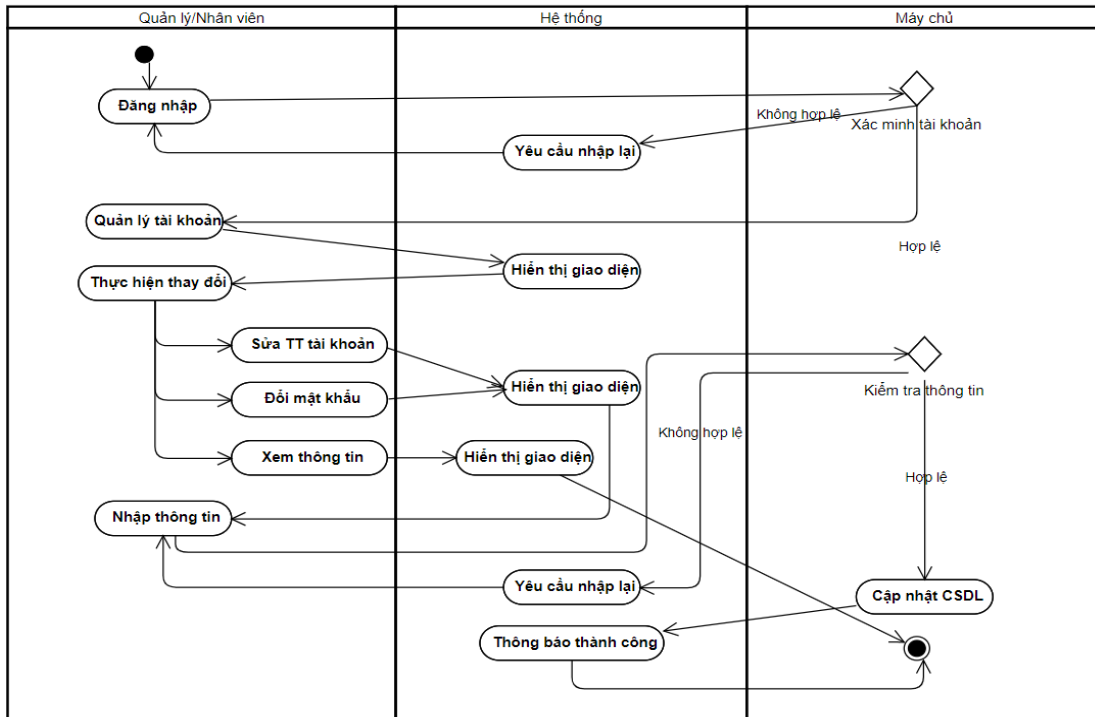 Quản lý/Nhân viên
Hệ thống
Máy chủ
Đăng nhập
Không hợp lệ
Xác minh tài khoản
Yêu cầu nhập lại
Quản lý tài khoản
Hợp lệ
Hiển thị giao diện
Thực hiện thay đổi
Sửa TT tài khoản
Hiển thị giao diện
Kiểm tra thông tin
Đổi mật khẩu
Không hợp lệ
Xem thông tin
Hiển thị giao diện
Hợp lệ
Nhập thông tin
Yêu cầu nhập lại
Cập nhật CSDL
Thông báo thành công